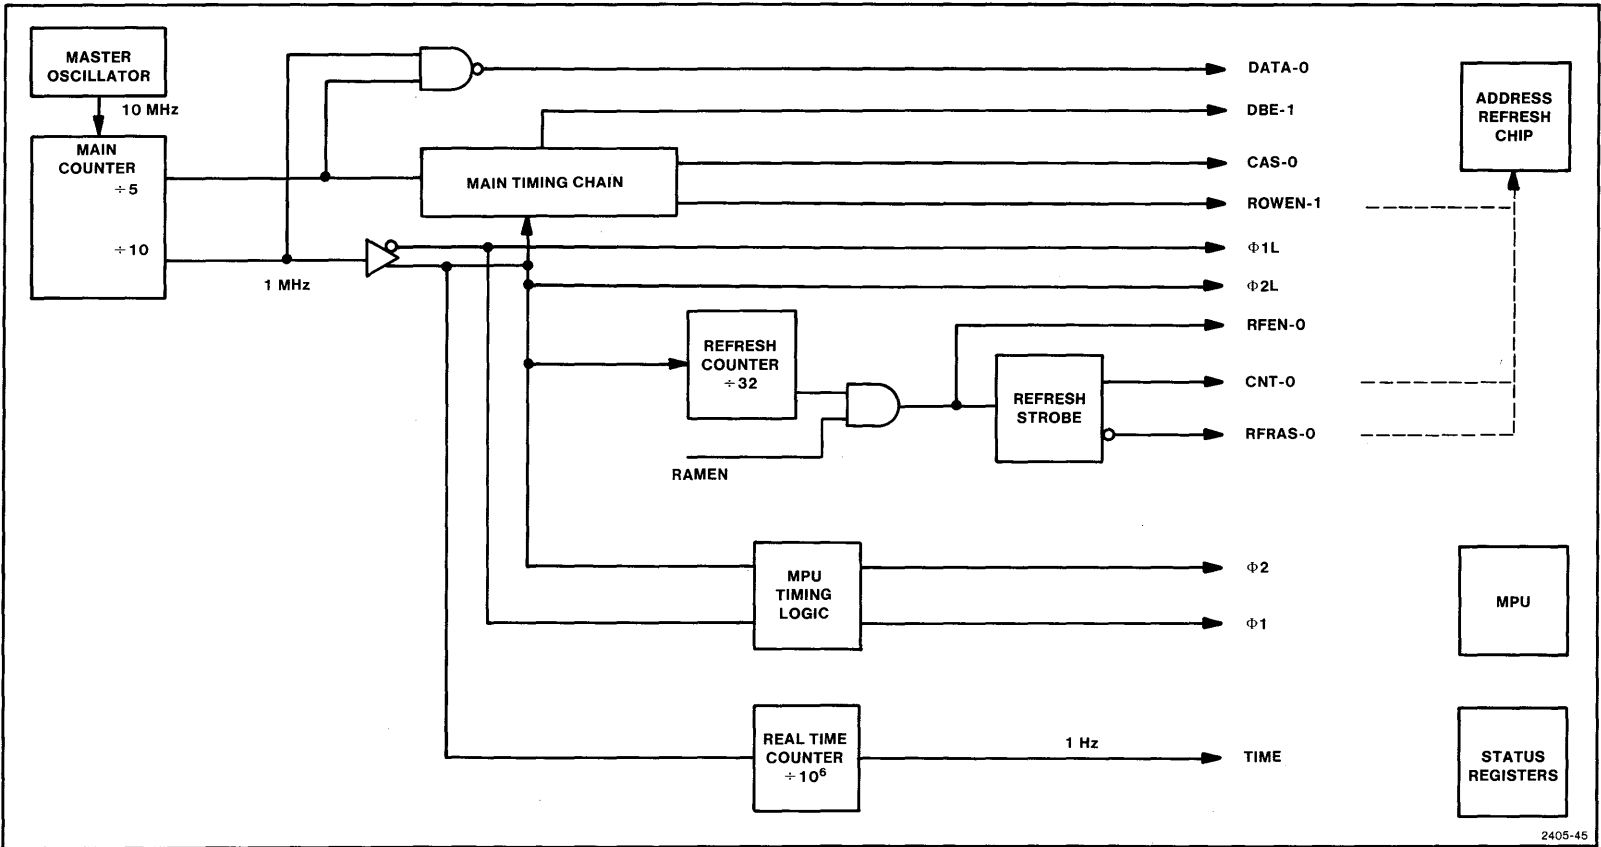 MASTER
OSCILLATOR
10 MHz
MAIN
COUNTER
÷5
÷10
1 MHz
MAIN TIMING CHAIN
DATA-0
DBE-1
CAS-0
ROWEN-1
Φ1L
Φ2L
RFEN-0
CNT-0
RFRAS-0
ADDRESS
REFRESH
CHIP
REFRESH
COUNTER
÷32
RAMEN
REFRESH
STROBE
MPU
TIMING
LOGIC
Φ2
Φ1
MPU
REAL TIME
COUNTER
÷10⁶
1 Hz
TIME
STATUS
REGISTERS
2405-45